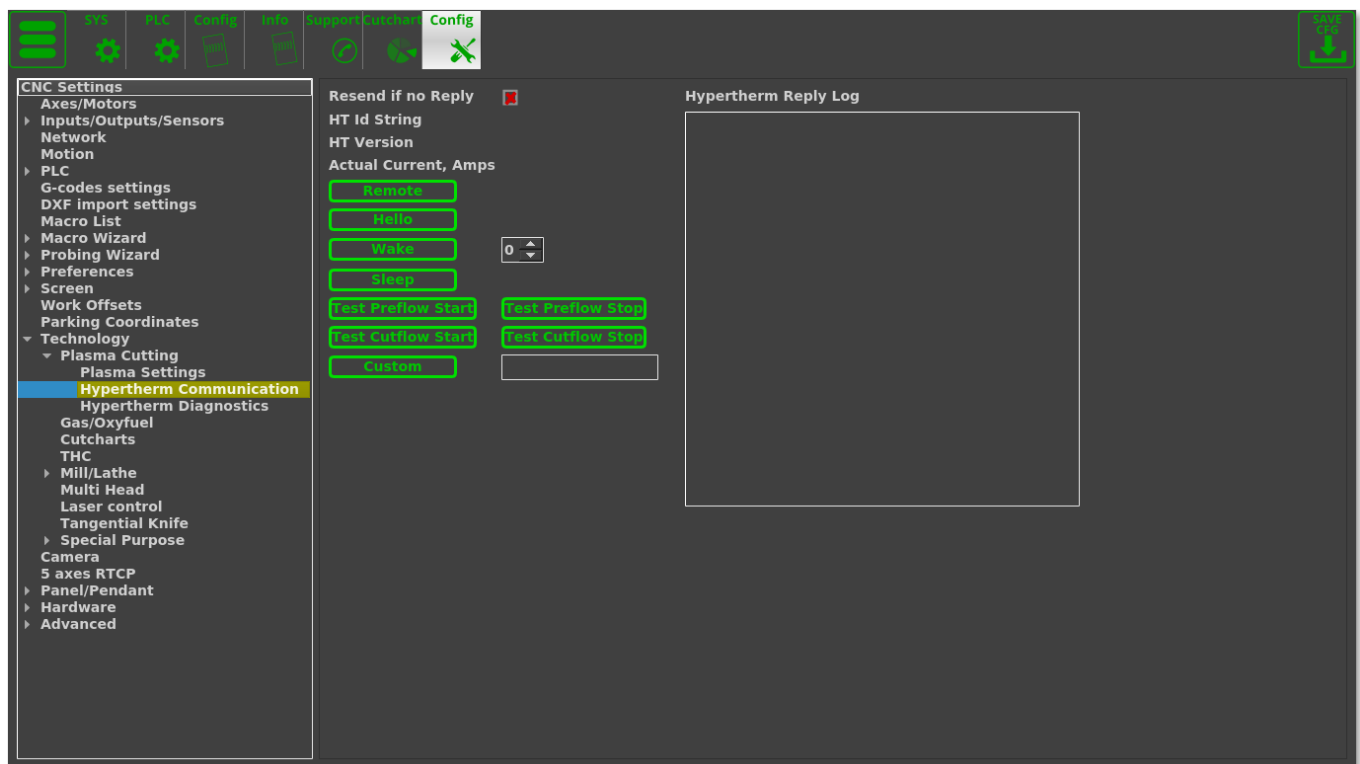 SYS PLC Config Info Support Cutchart Config SAVE
CFG
CNC Settings
Axes/Motors
Inputs/Outputs/Sensors
Network
Motion
PLC
G-codes settings
DXF import settings
Macro List
Macro Wizard
Probing Wizard
Preferences
Screen
Work Offsets
Parking Coordinates
Technology
Plasma Cutting
Plasma Settings
Hypertherm Communication
Hypertherm Diagnostics
Gas/Oxyfuel
Cutcharts
THC
Mill/Lathe
Multi Head
Laser control
Tangential Knife
Special Purpose
Camera
5 axes RTCP
Panel/Pendant
Hardware
Advanced
Resend if no Reply
HT Id String
HT Version
Actual Current, Amps
Remote
Hello
Wake 0
Sleep
Test Preflow Start Test Preflow Stop
Test Cutflow Start Test Cutflow Stop
Custom
Hypertherm Reply Log